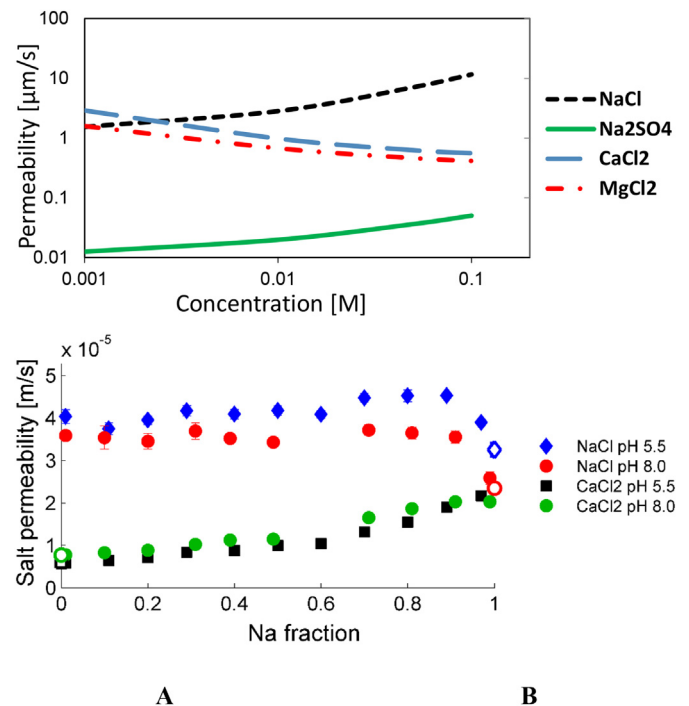 100
10
1
0.1
0.01
Permeability [µm/s]
0.001 0.01 0.1
Concentration [M]
NaCl
Na2SO4
CaCl2
MgCl2
x 10⁻⁵
5
4
3
2
1
0
Salt permeability [m/s]
0 0.2 0.4 0.6 0.8 1
Na fraction
NaCl pH 5.5
NaCl pH 8.0
CaCl2 pH 5.5
CaCl2 pH 8.0
A B